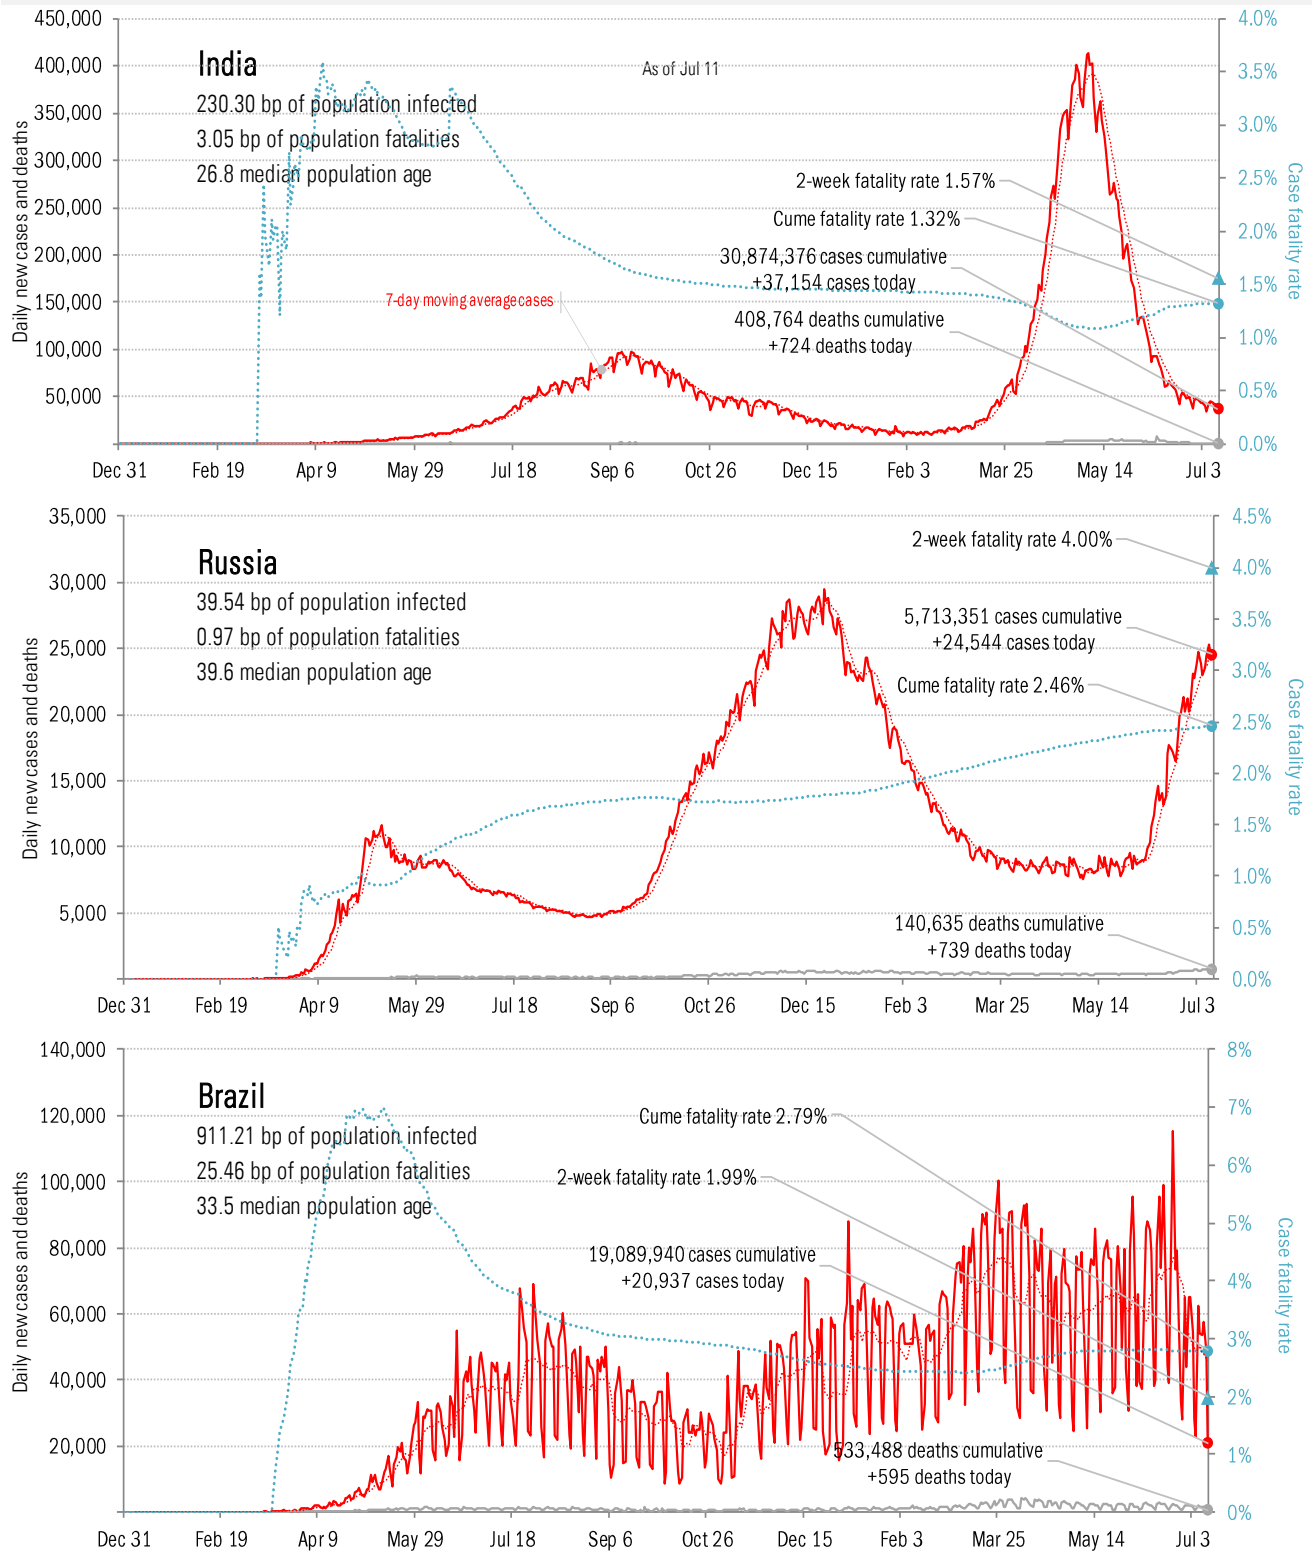 450,000
4.0%
India
As of Jul 11
400,000
3.5%
230.30 bp of population infected
350,000
3.0%
3.05 bp of population fatalities
300,000
26.8 median population age
2.5%
2-week fatality rate 1.57%
250,000
Cume fatality rate 1.32%
2.0%
200,000
30,874,376 cases cumulative
+37,154 cases today
1.5%
150,000
7-day moving average cases
408,764 deaths cumulative
+724 deaths today
1.0%
100,000
50,000
0.5%
0.0%
Daily new cases and deaths
Case fatality rate
Dec 31 Feb 19 Apr 9 May 29 Jul 18 Sep 6 Oct 26 Dec 15 Feb 3 Mar 25 May 14 Jul 3
35,000
4.5%
2-week fatality rate 4.00%
Russia
4.0%
30,000
39.54 bp of population infected
5,713,351 cases cumulative
3.5%
0.97 bp of population fatalities
+24,544 cases today
25,000
39.6 median population age
3.0%
Cume fatality rate 2.46%
20,000
2.5%
2.0%
15,000
1.5%
10,000
1.0%
5,000
140,635 deaths cumulative
0.5%
+739 deaths today
0.0%
Daily new cases and deaths
Case fatality rate
Dec 31 Feb 19 Apr 9 May 29 Jul 18 Sep 6 Oct 26 Dec 15 Feb 3 Mar 25 May 14 Jul 3
140,000
8%
Brazil
120,000
Cume fatality rate 2.79%
7%
911.21 bp of population infected
25.46 bp of population fatalities
6%
100,000
2-week fatality rate 1.99%
33.5 median population age
5%
80,000
19,089,940 cases cumulative
+20,937 cases today
4%
60,000
3%
40,000
2%
20,000
533,488 deaths cumulative
1%
+595 deaths today
0%
Daily new cases and deaths
Case fatality rate
Dec 31 Feb 19 Apr 9 May 29 Jul 18 Sep 6 Oct 26 Dec 15 Feb 3 Mar 25 May 14 Jul 3